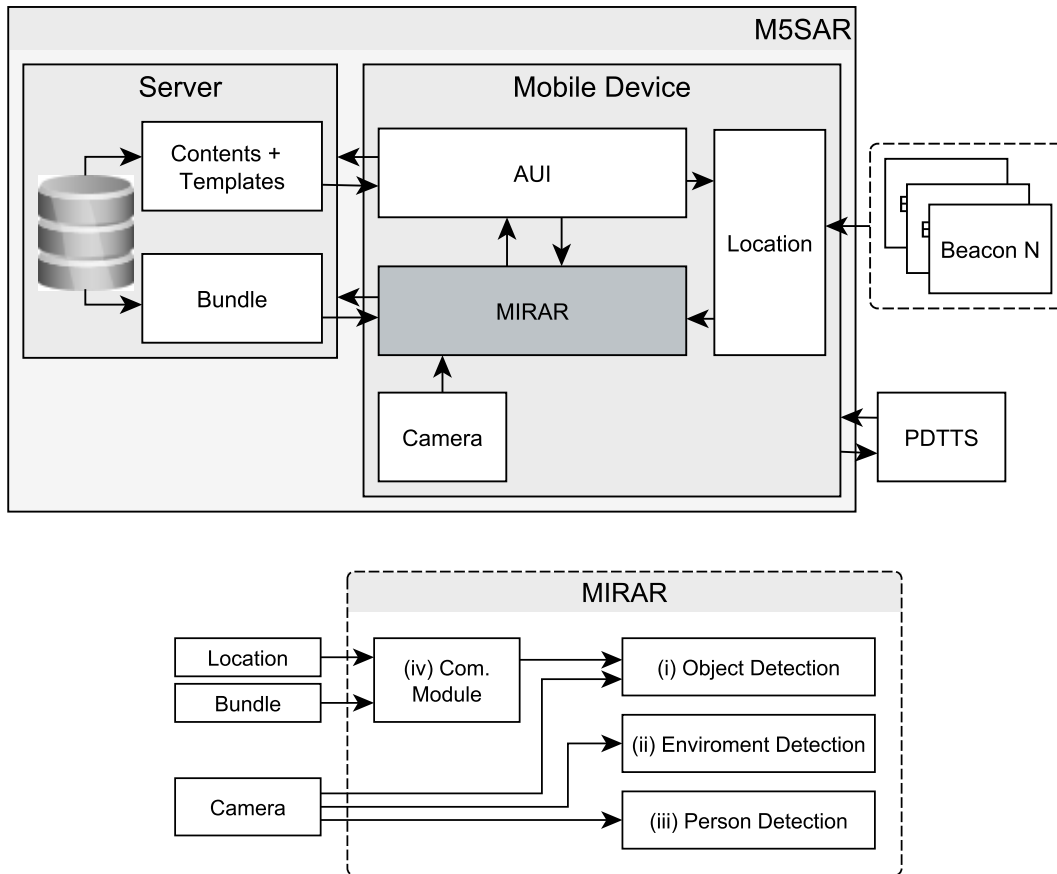 M5SAR
Server
Mobile Device
Contents +
Templates
AUI
Location
Beacon N
Bundle
MIRAR
Camera
PDTTS
MIRAR
Location
(iv) Com.
Module
(i) Object Detection
Bundle
(ii) Enviroment Detection
Camera
(iii) Person Detection